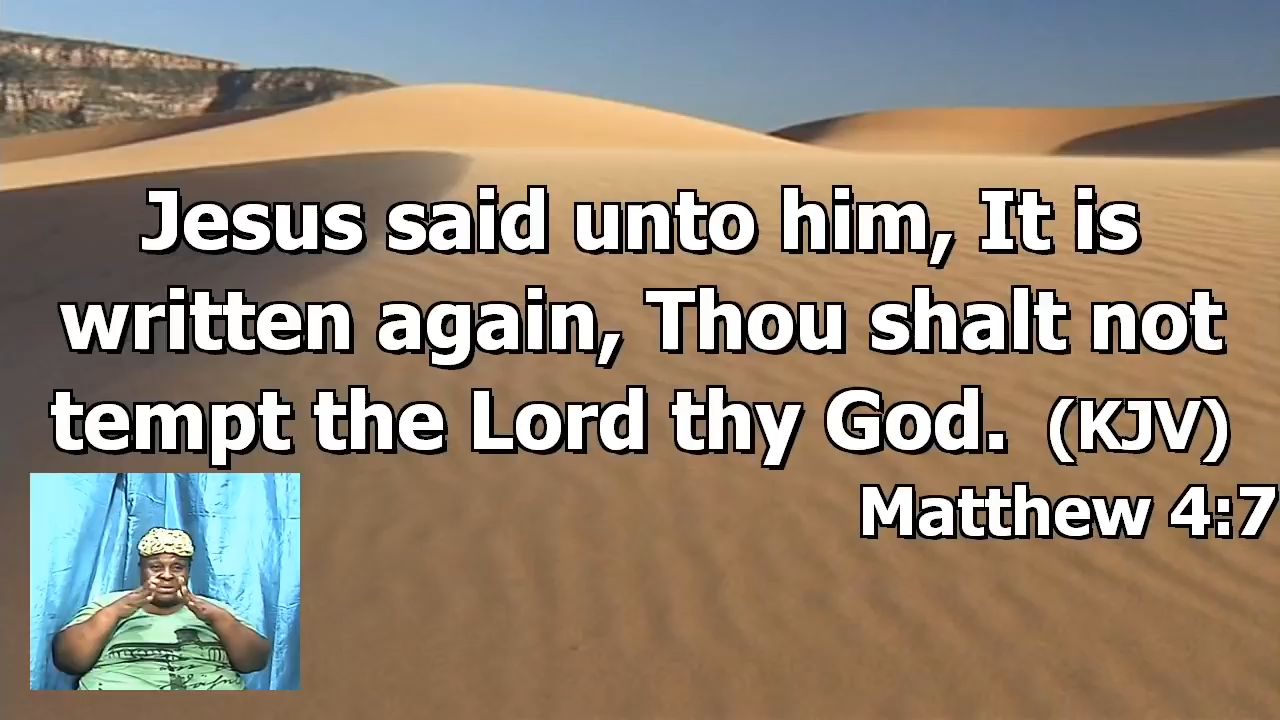 Jesus said unto him, It is
written again, Thou shalt not
tempt the Lord thy God. (KJV)
Matthew 4:7